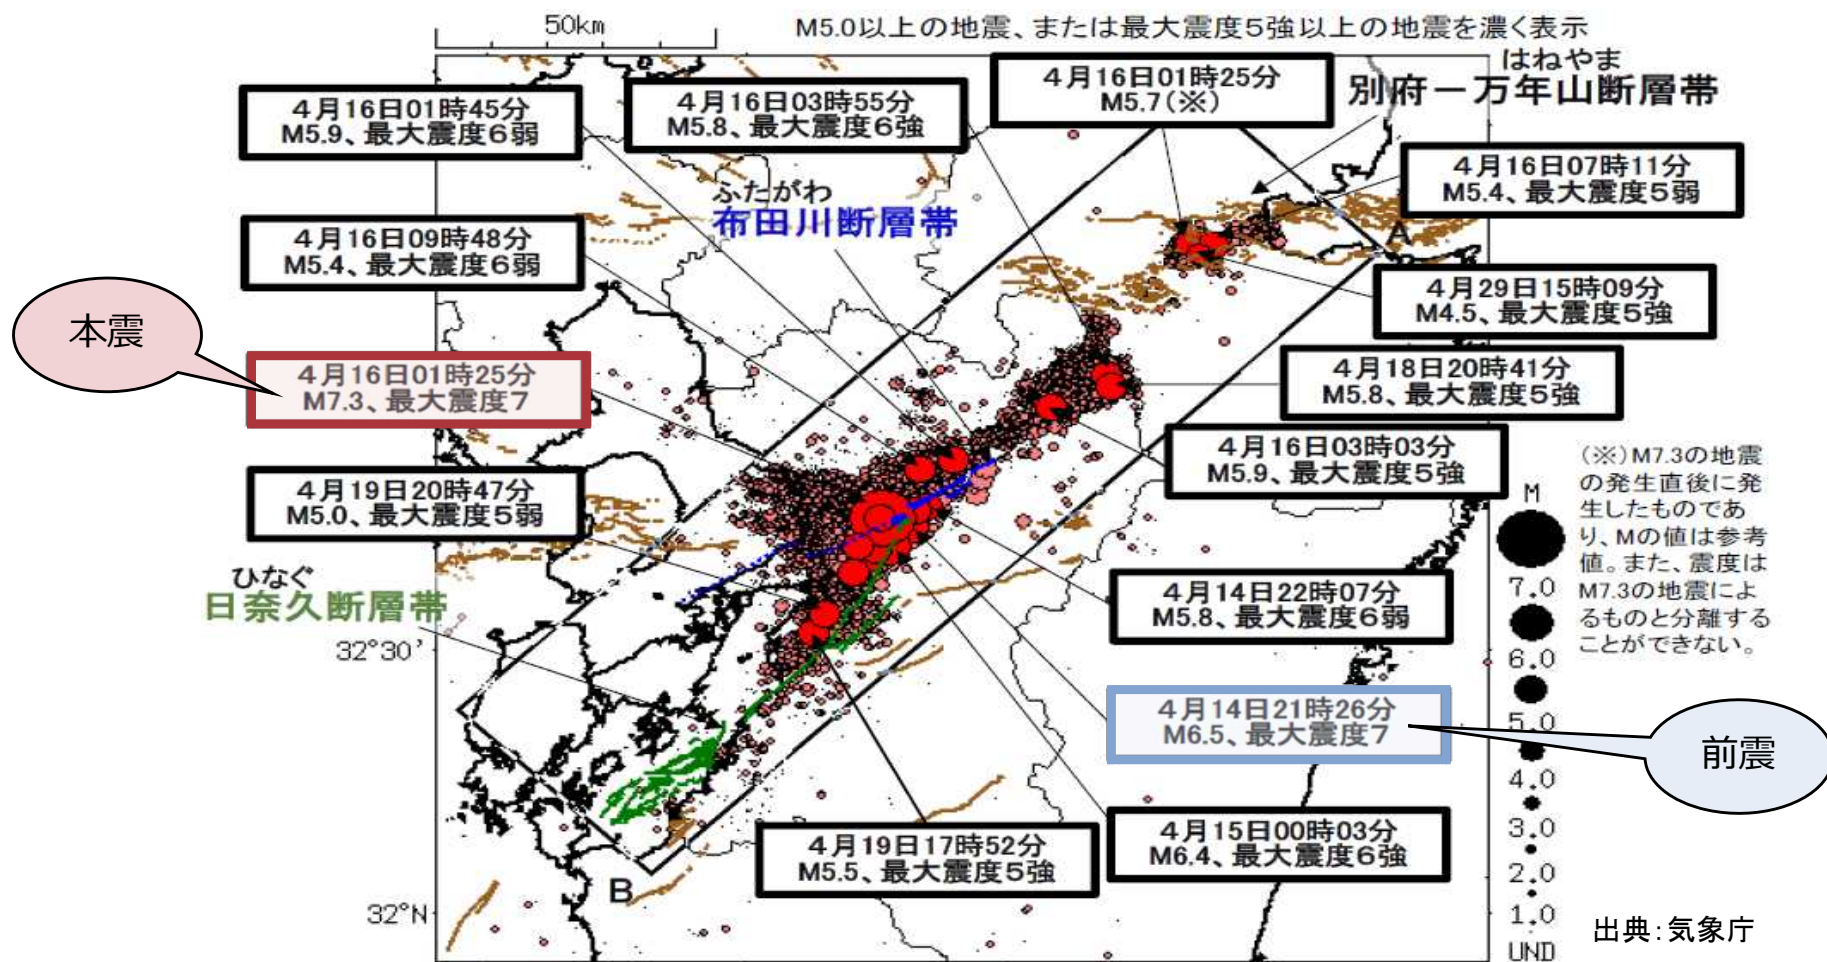 50km
M5.0以上の地震、または最大震度５強以上の地震を濃く表示
はねやま
別府－万年山断層帯
４月16日01時45分
M5.9、最大震度６弱
４月16日03時55分
M5.8、最大震度６強
４月16日01時25分
M5.7(※)
４月16日07時11分
M5.4、最大震度５弱
ふたがわ
布田川断層帯
４月16日09時48分
M5.4、最大震度６弱
A
４月29日15時09分
M4.5、最大震度５強
本震
４月16日01時25分
M7.3、最大震度７
４月18日20時41分
M5.8、最大震度５強
４月16日03時03分
M5.9、最大震度５強
４月19日20時47分
M5.0、最大震度５弱
(※)M7.3の地震
の発生直後に発
生したものであ
り、Mの値は参考
値。また、震度は
M7.3の地震によ
るものと分離する
ことができない。
ひなぐ
日奈久断層帯
４月14日22時07分
M5.8、最大震度６弱
32°30'
４月14日21時26分
M6.5、最大震度７
前震
４月19日17時52分
M5.5、最大震度５強
４月15日00時03分
M6.4、最大震度６強
B
32°N
M
7.0
6.0
5.0
4.0
3.0
2.0
1.0
UND
出典：気象庁